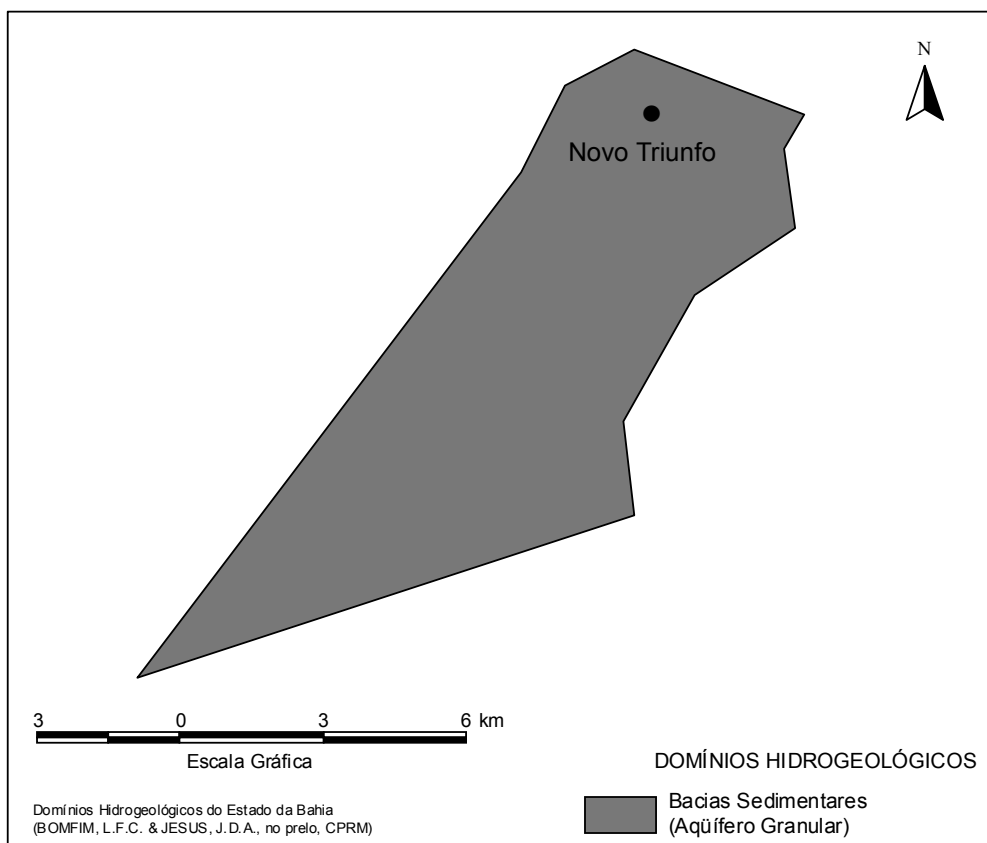 N
Novo Triunfo
3 0 3 6 km
Escala Gráfica
Domínios Hidrogeológicos do Estado da Bahia
(BOMFIM, L.F.C. & JESUS, J.D.A., no prelo, CPRM)
DOMÍNIOS HIDROGEOLÓGICOS
Bacias Sedimentares
(Aqüífero Granular)